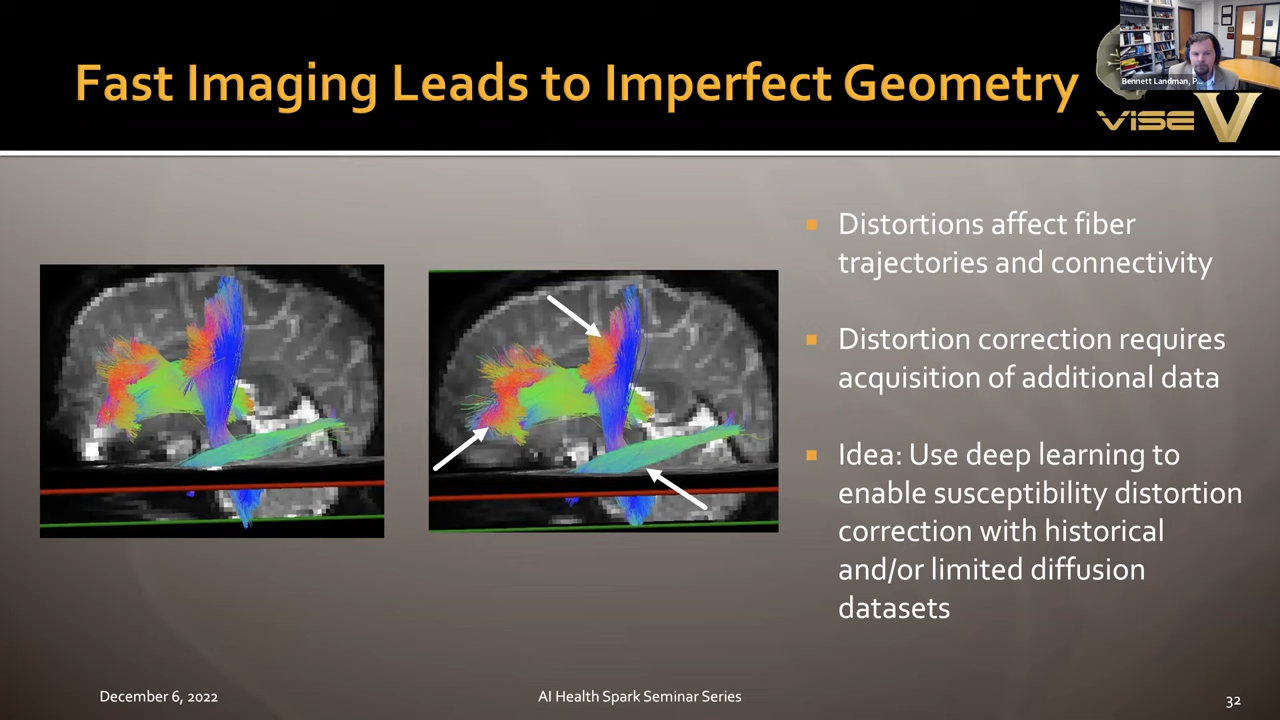 Fast Imaging Leads to Imperfect Geometry
Bennett Landman, P...
VISE V
Distortions affect fiber
trajectories and connectivity
Distortion correction requires
acquisition of additional data
Idea: Use deep learning to
enable susceptibility distortion
correction with historical
and/or limited diffusion
datasets
December 6, 2022
AI Health Spark Seminar Series
32